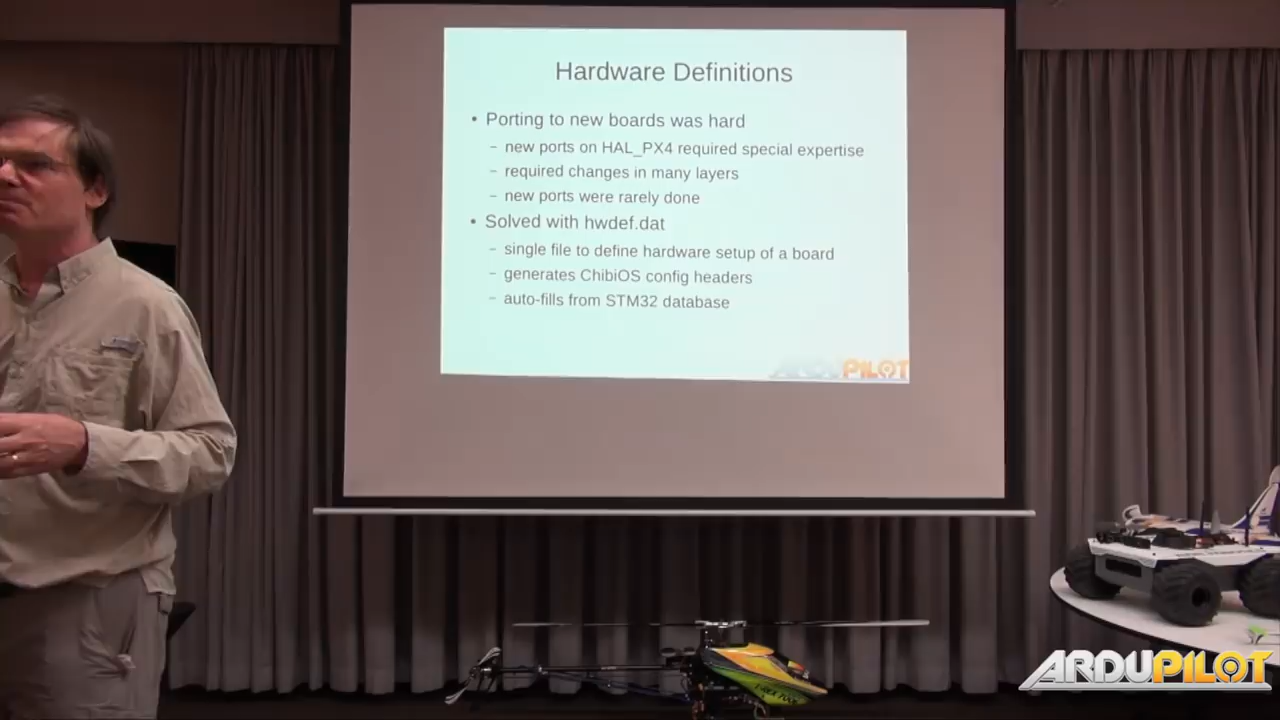 Hardware Definitions
• Porting to new boards was hard
– new ports on HAL_PX4 required special expertise
– required changes in many layers
– new ports were rarely done
• Solved with hwdef.dat
– single file to define hardware setup of a board
– generates ChibiOS config headers
– auto-fills from STM32 database
ARDUPILOT
ARDUPILOT